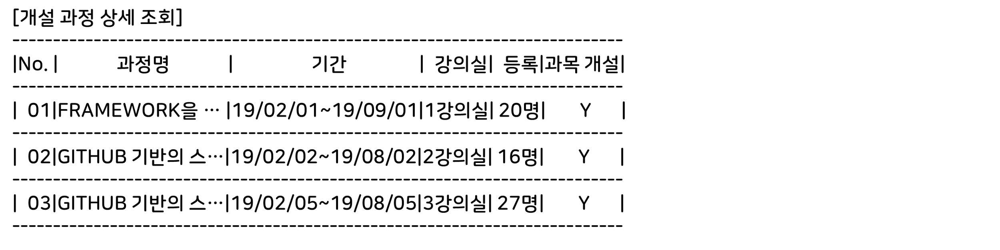 [개설 과정 상세 조회]
---------------------------------------------------------------------------
|No. | 과정명 | 기간 | 강의실| 등록|과목 개설|
---------------------------------------------------------------------------
| 01|FRAMEWORK을 … |19/02/01~19/09/01|1강의실| 20명| Y |
---------------------------------------------------------------------------
| 02|GITHUB 기반의 스…|19/02/02~19/08/02|2강의실| 16명| Y |
---------------------------------------------------------------------------
| 03|GITHUB 기반의 스…|19/02/05~19/08/05|3강의실| 27명| Y |
---------------------------------------------------------------------------